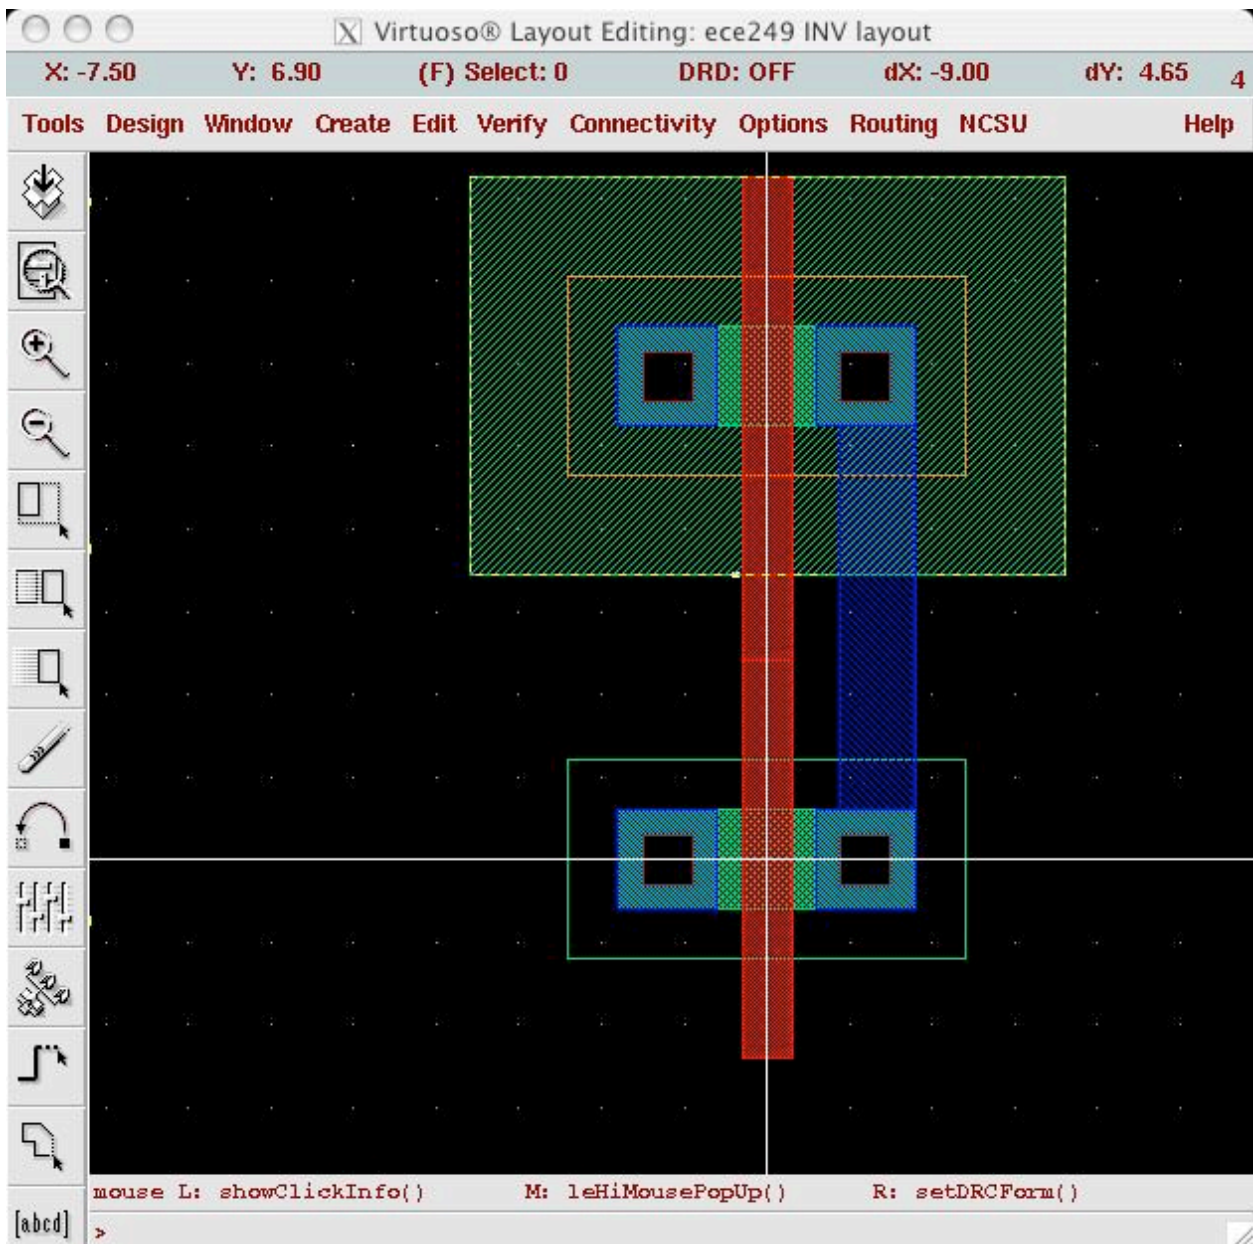 X Virtuoso® Layout Editing: ece249 INV layout
X: -7.50 Y: 6.90 (F) Select: 0 DRD: OFF dX: -9.00 dY: 4.65 4
Tools Design Window Create Edit Verify Connectivity Options Routing NCSU Help
mouse L: showClickInfo() M: leHiMousePopUp() R: setDRCForm()
[abcd] >